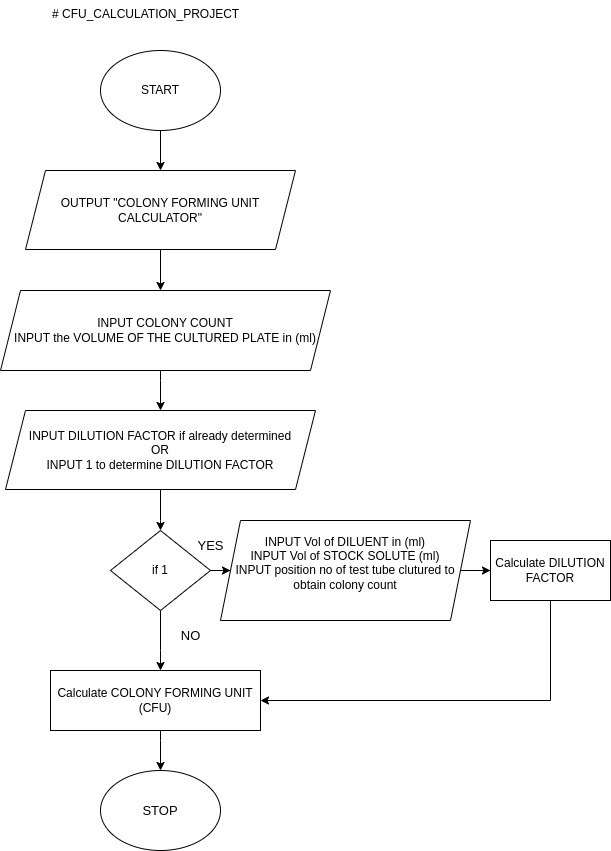 # CFU_CALCULATION_PROJECT
START
OUTPUT "COLONY FORMING UNIT
CALCULATOR"
INPUT COLONY COUNT
INPUT the VOLUME OF THE CULTURED PLATE in (ml)
INPUT DILUTION FACTOR if already determined
OR
INPUT 1 to determine DILUTION FACTOR
if 1
YES
INPUT Vol of DILUENT in (ml)
INPUT Vol of STOCK SOLUTE (ml)
INPUT position no of test tube clutured to
obtain colony count
Calculate DILUTION
FACTOR
NO
Calculate COLONY FORMING UNIT
(CFU)
STOP